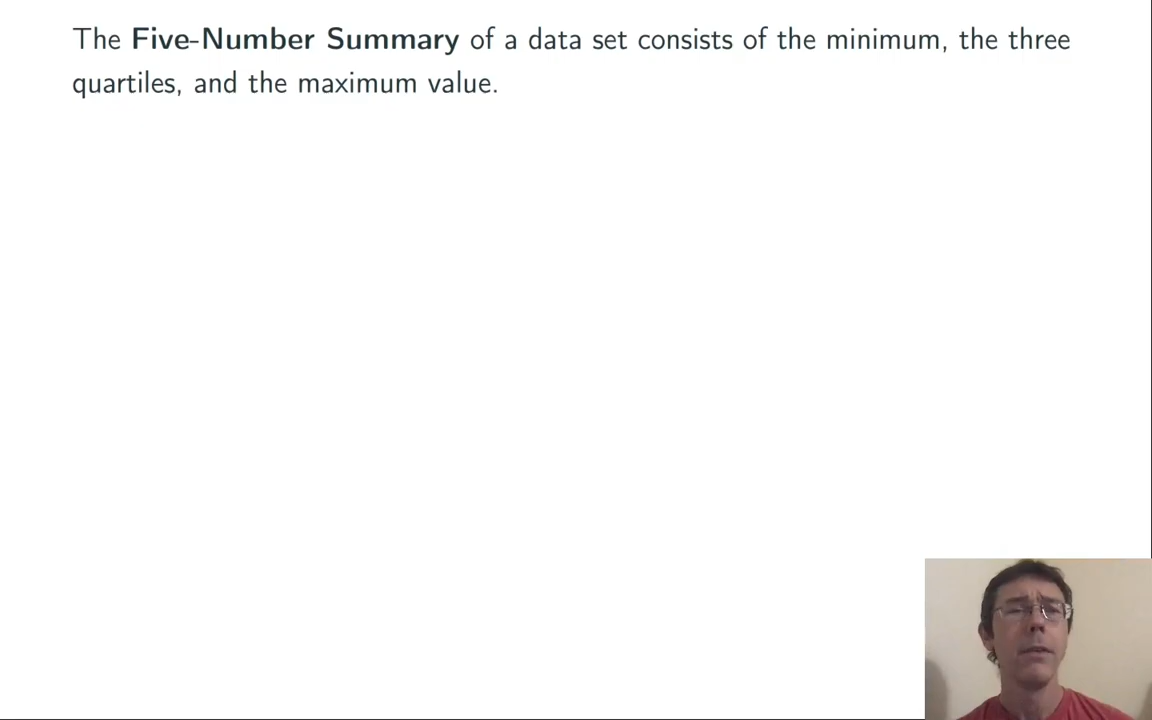 The Five-Number Summary of a data set consists of the minimum, the three
quartiles, and the maximum value.